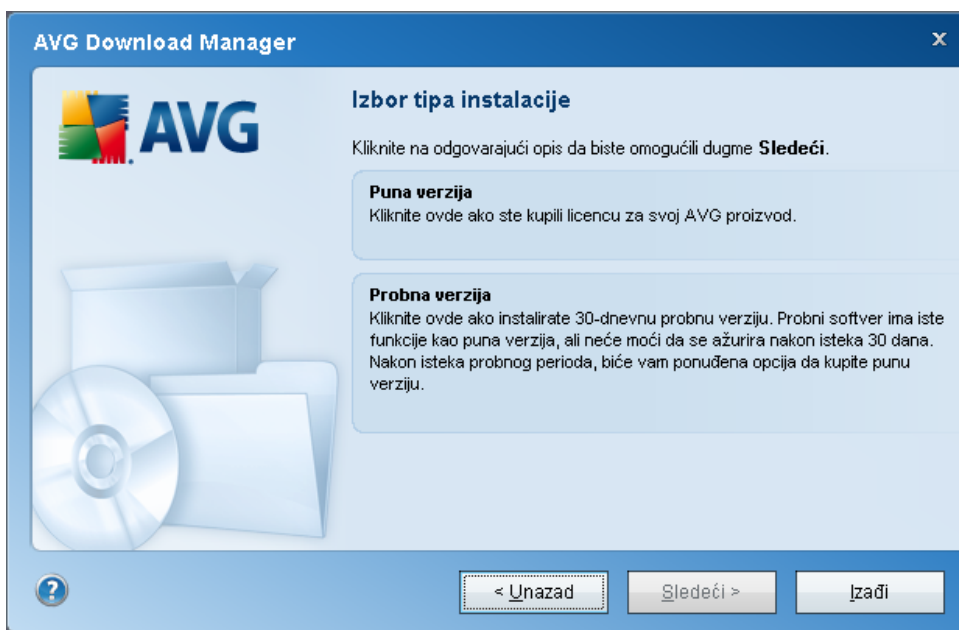 AVG Download Manager
x
AVG
Izbor tipa instalacije
Kliknite na odgovarajući opis da biste omogućili dugme Sledeći.
Puna verzija
Kliknite ovde ako ste kupili licencu za svoj AVG proizvod.
Probna verzija
Kliknite ovde ako instalirate 30-dnevnu probnu verziju. Probni softver ima iste
funkcije kao puna verzija, ali neće moći da se ažurira nakon isteka 30 dana.
Nakon isteka probnog perioda, biće vam ponuđena opcija da kupite punu
verziju.
?
< Unazad
Sledeći >
Izađi